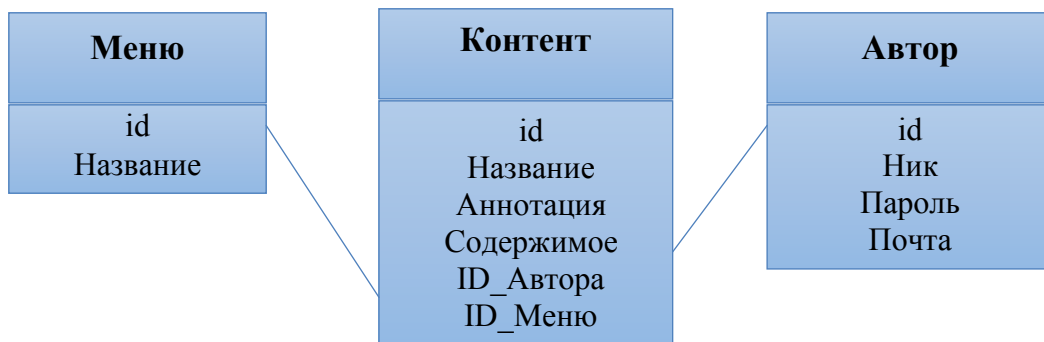 Меню
id
Название
Контент
id
Название
Аннотация
Содержимое
ID_Автора
ID_Меню
Автор
id
Ник
Пароль
Почта